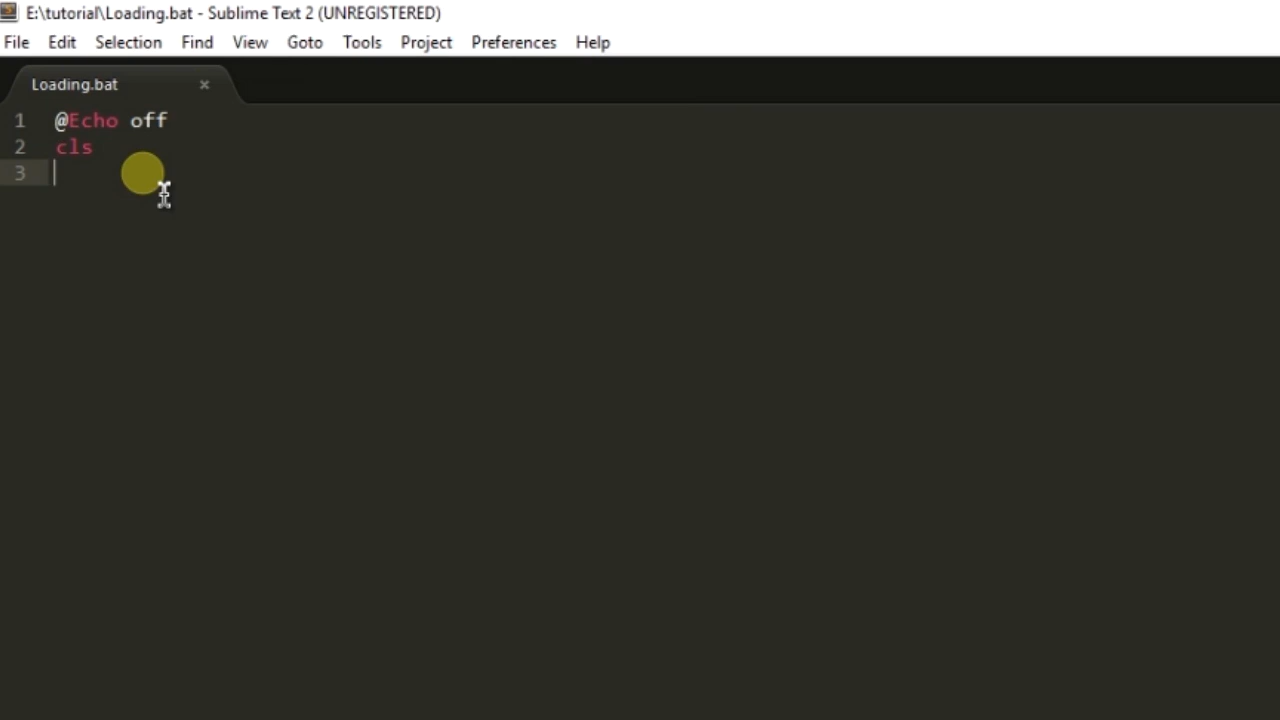 E:\tutorial\Loading.bat - Sublime Text 2 (UNREGISTERED)
File Edit Selection Find View Goto Tools Project Preferences Help
Loading.bat ×
1 @Echo off
2 cls
3